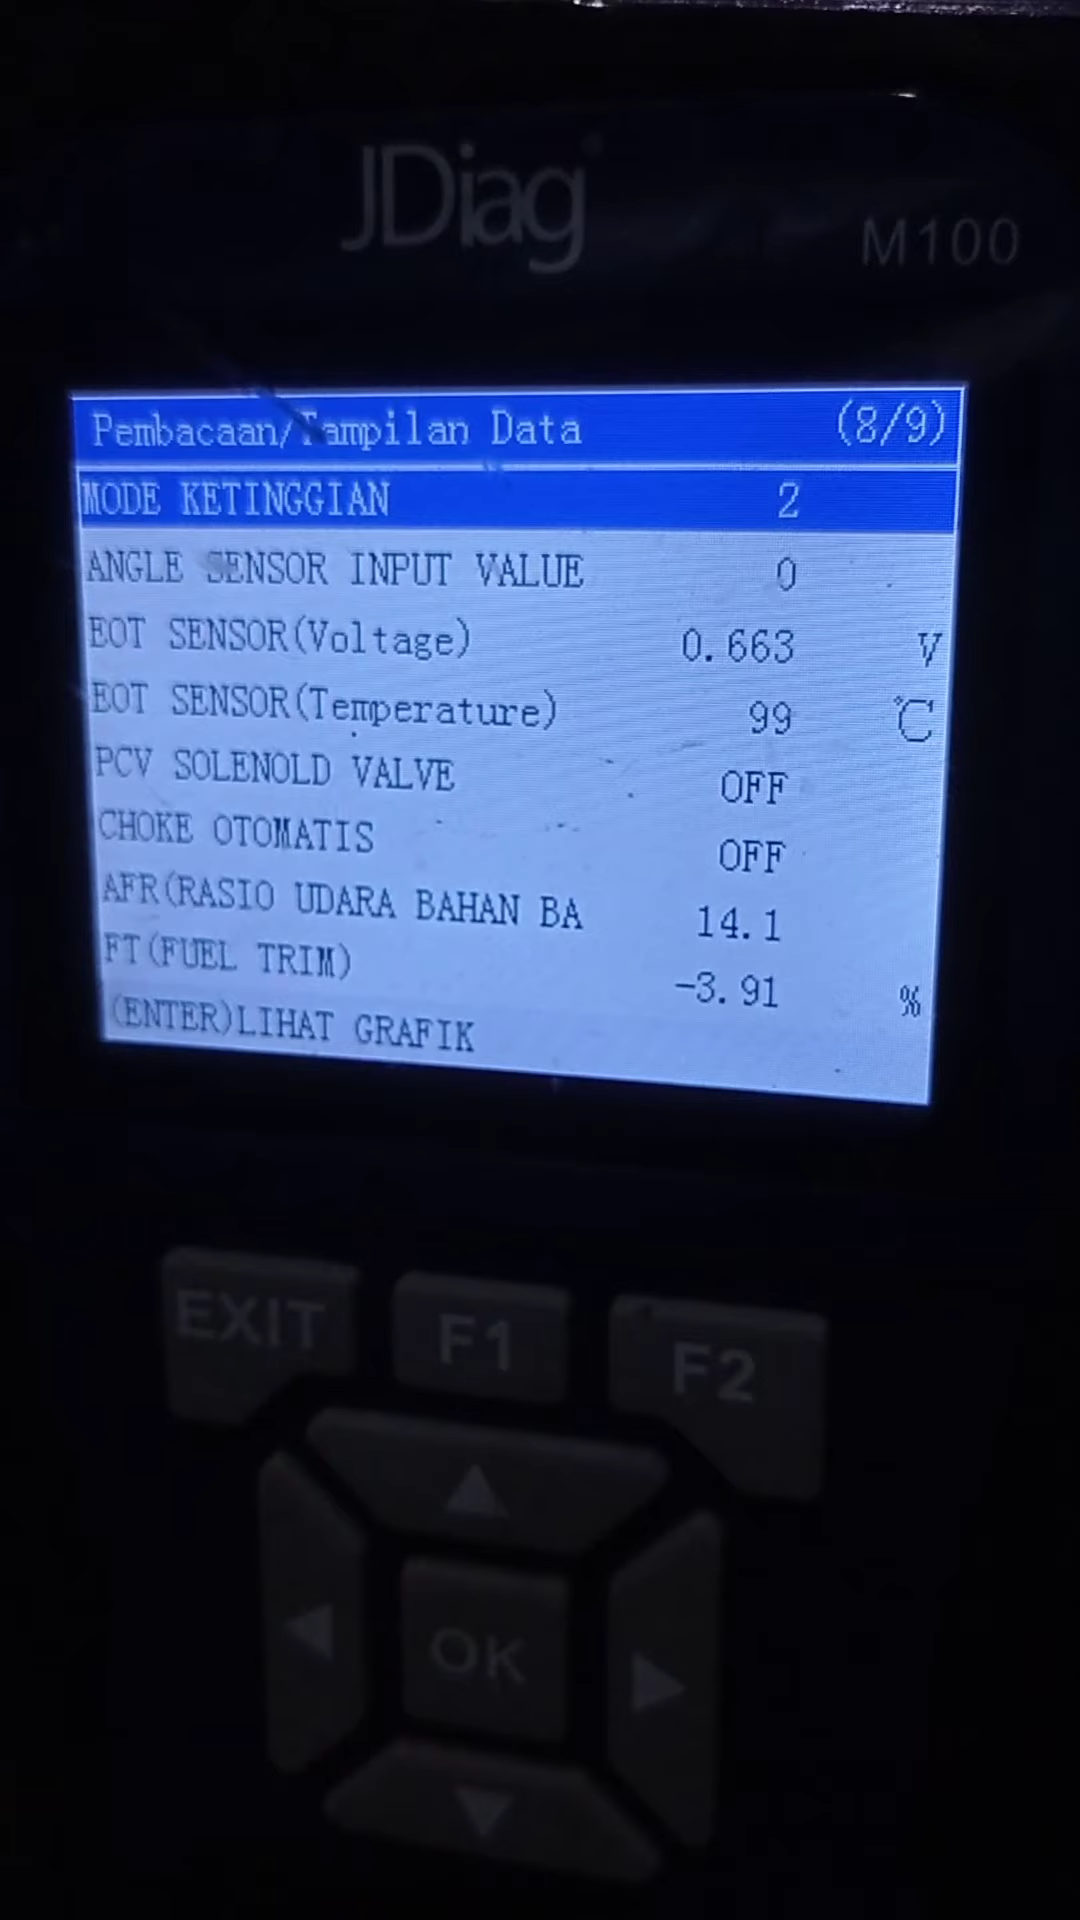 JDiag
M100
Pembacaan/Tampilan Data (8/9)
MODE KETINGGIAN 2
ANGLE SENSOR INPUT VALUE 0
EOT SENSOR(Voltage) 0.663 V
EOT SENSOR(Temperature) 99 °C
PCV SOLENOLD VALVE OFF
CHOKE OTOMATIS OFF
AFR(RASIO UDARA BAHAN BA 14.1
FT(FUEL TRIM) -3.91 %
(ENTER)LIHAT GRAFIK
EXIT F1 F2
OK